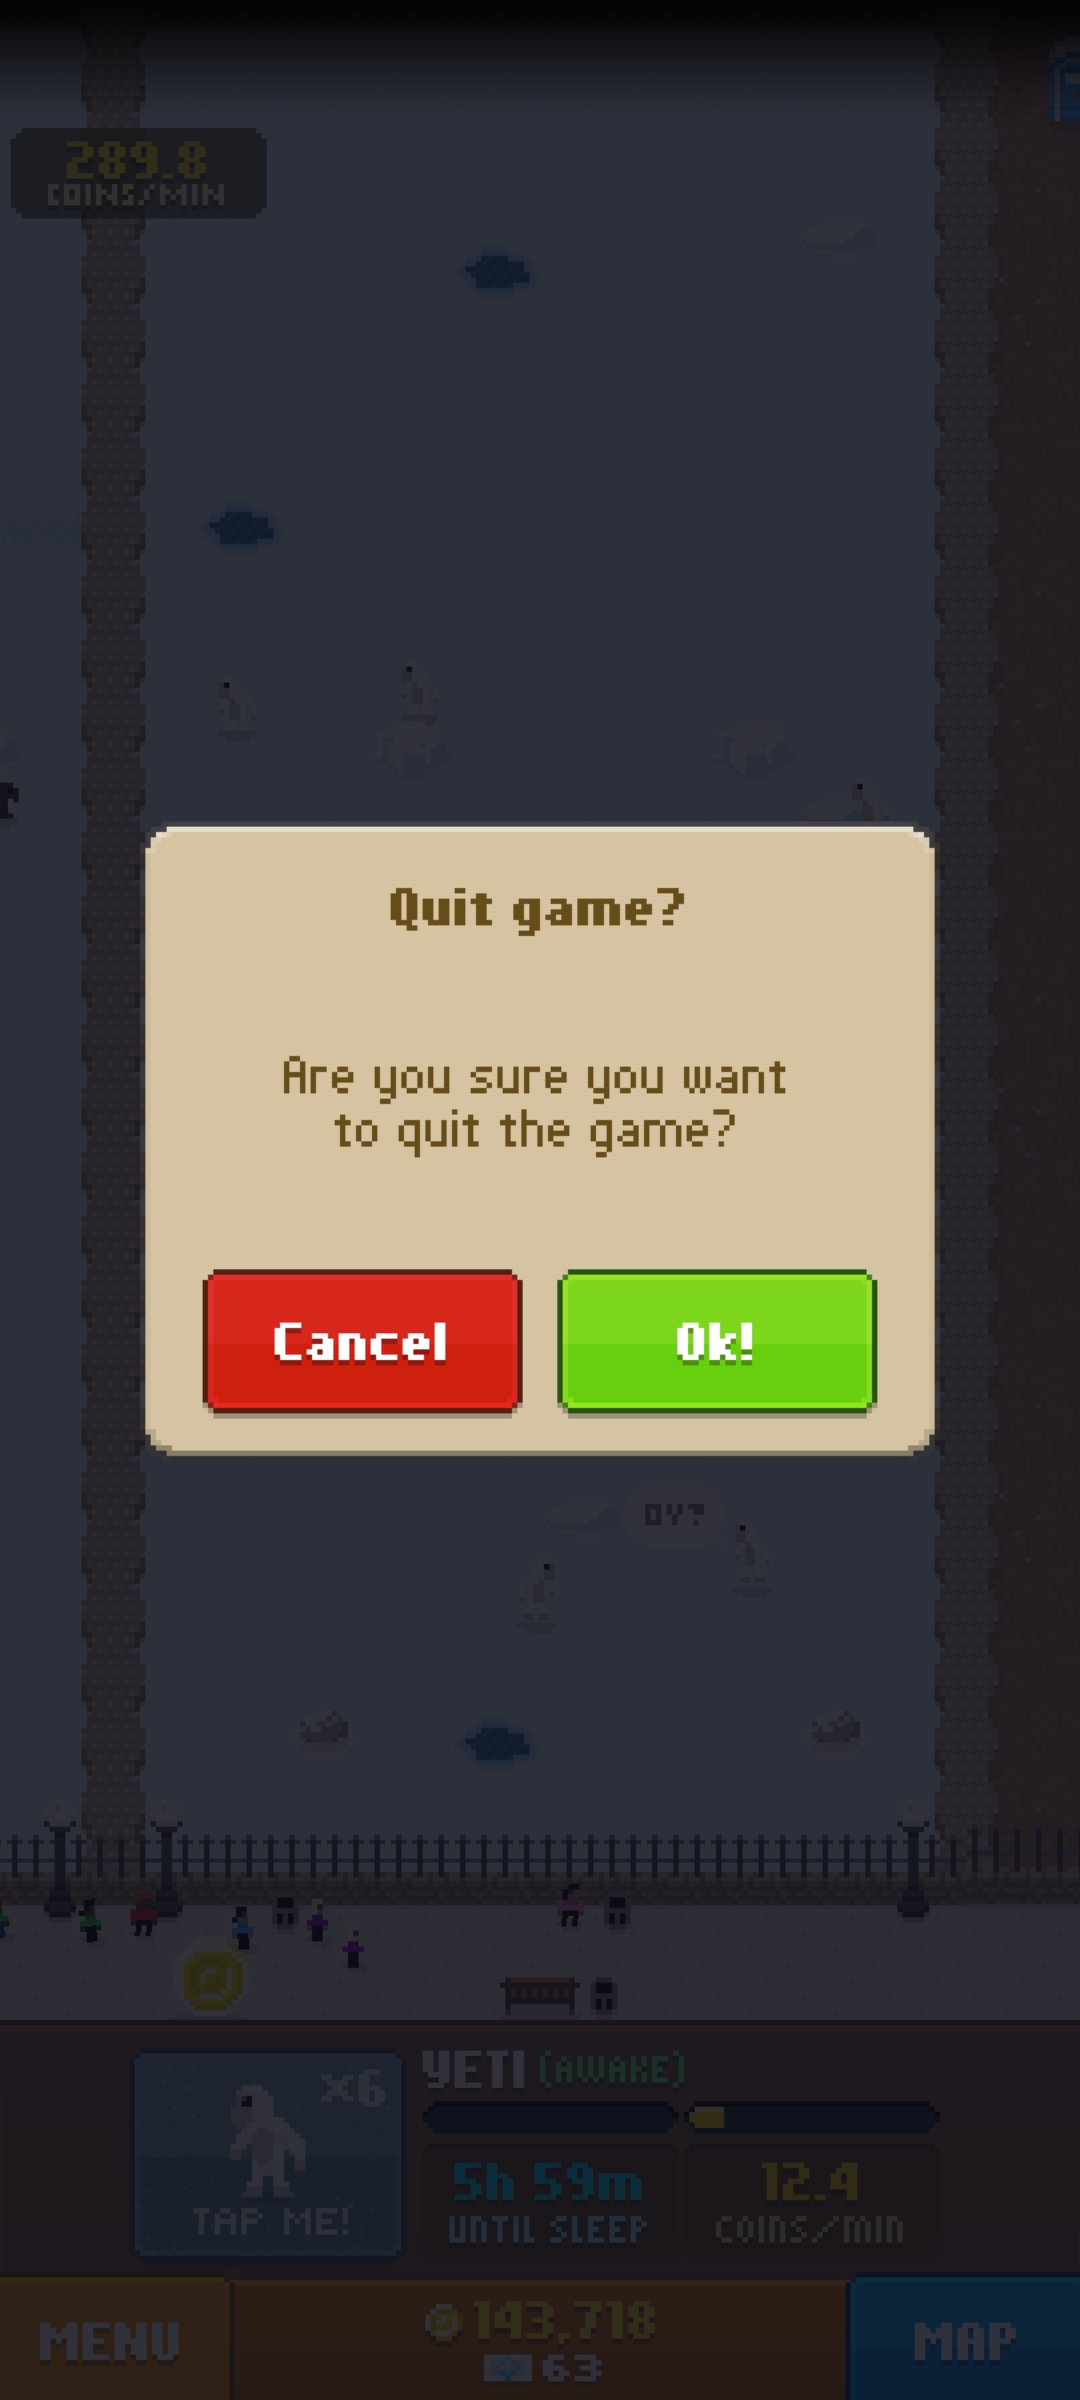 289.8
COINS/MIN
Quit game?
Are you sure you want
to quit the game?
Cancel
Ok!
OY?
x6
TAP ME!
YETI (AWAKE)
5h 59m
UNTIL SLEEP
12.4
COINS/MIN
MENU
143,718
63
MAP